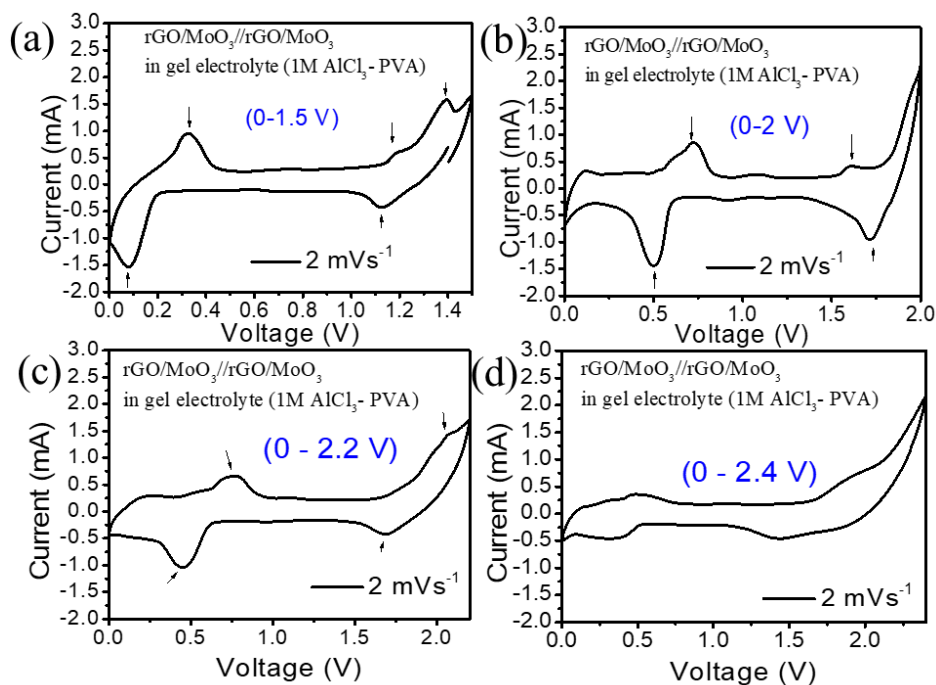 (a)
rGO/MoO₃//rGO/MoO₃
in gel electrolyte (1M AlCl₃- PVA)
(0-1.5 V)
2 mVs⁻¹
Current (mA)
3.0
2.5
2.0
1.5
1.0
0.5
0.0
-0.5
-1.0
-1.5
-2.0
0.0 0.2 0.4 0.6 0.8 1.0 1.2 1.4
Voltage (V)
(b)
rGO/MoO₃//rGO/MoO₃
in gel electrolyte (1M AlCl₃- PVA)
(0-2 V)
2 mVs⁻¹
Current (mA)
3.0
2.5
2.0
1.5
1.0
0.5
0.0
-0.5
-1.0
-1.5
-2.0
0.0 0.5 1.0 1.5 2.0
Voltage (V)
(c)
rGO/MoO₃//rGO/MoO₃
in gel electrolyte (1M AlCl₃- PVA)
(0 - 2.2 V)
2 mVs⁻¹
Current (mA)
3.0
2.5
2.0
1.5
1.0
0.5
0.0
-0.5
-1.0
-1.5
-2.0
0.0 0.5 1.0 1.5 2.0
Voltage (V)
(d)
rGO/MoO₃//rGO/MoO₃
in gel electrolyte (1M AlCl₃- PVA)
(0 - 2.4 V)
2 mVs⁻¹
Current (mA)
3.0
2.5
2.0
1.5
1.0
0.5
0.0
-0.5
-1.0
-1.5
-2.0
0.0 0.5 1.0 1.5 2.0
Voltage (V)